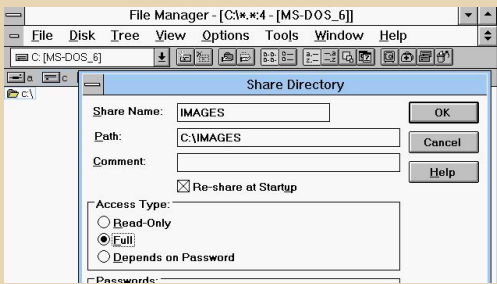 File Manager - [C:\*.*:4 - [MS-DOS_6]]
File Disk Tree View Options Tools Window Help
C: [MS-DOS_6]
a c
c:\
Share Directory
Share Name: IMAGES
OK
Path: C:\IMAGES
Cancel
Comment:
Help
Re-share at Startup
Access Type:
Read-Only
Full
Depends on Password
Passwords: